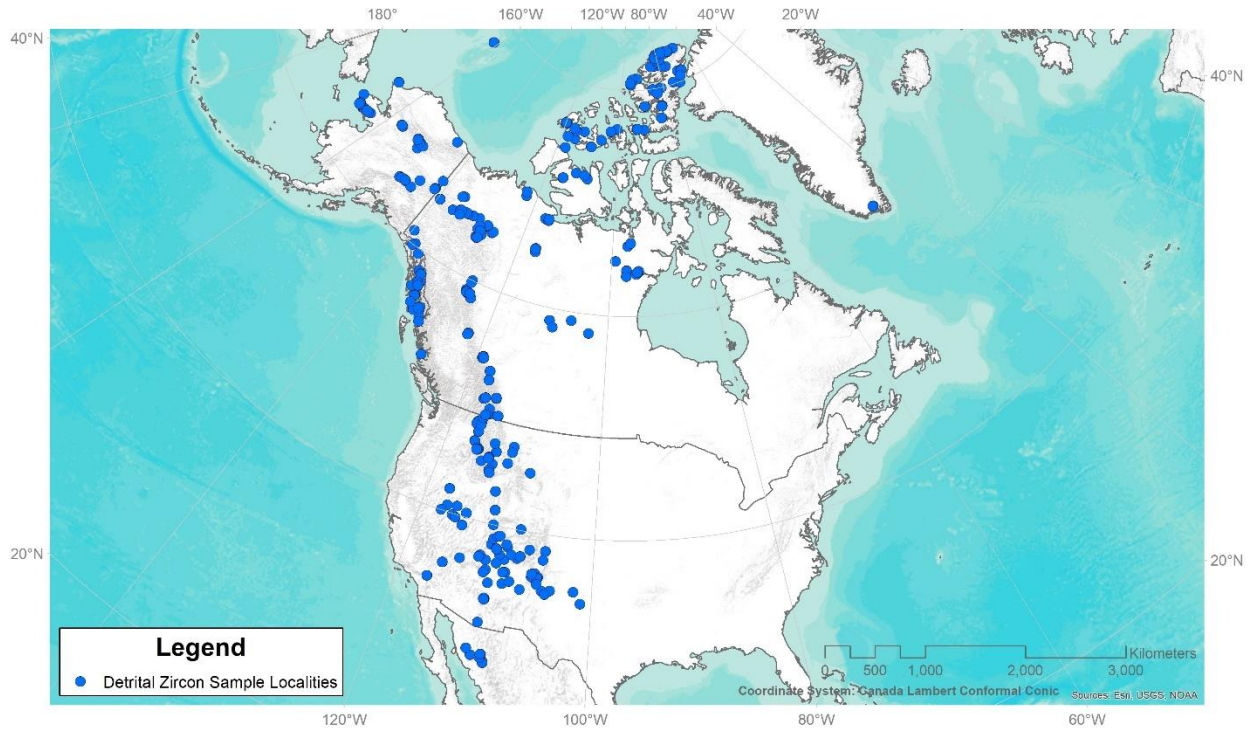 180° 160°W 120°W 80°W 40°W 20°W
40°N 40°N
20°N 20°N
Legend
Detrital Zircon Sample Localities
Kilometers
0 500 1,000 2,000 3,000
Coordinate System: Canada Lambert Conformal Conic Sources: Esri, USGS, NOAA
120°W 100°W 80°W 60°W